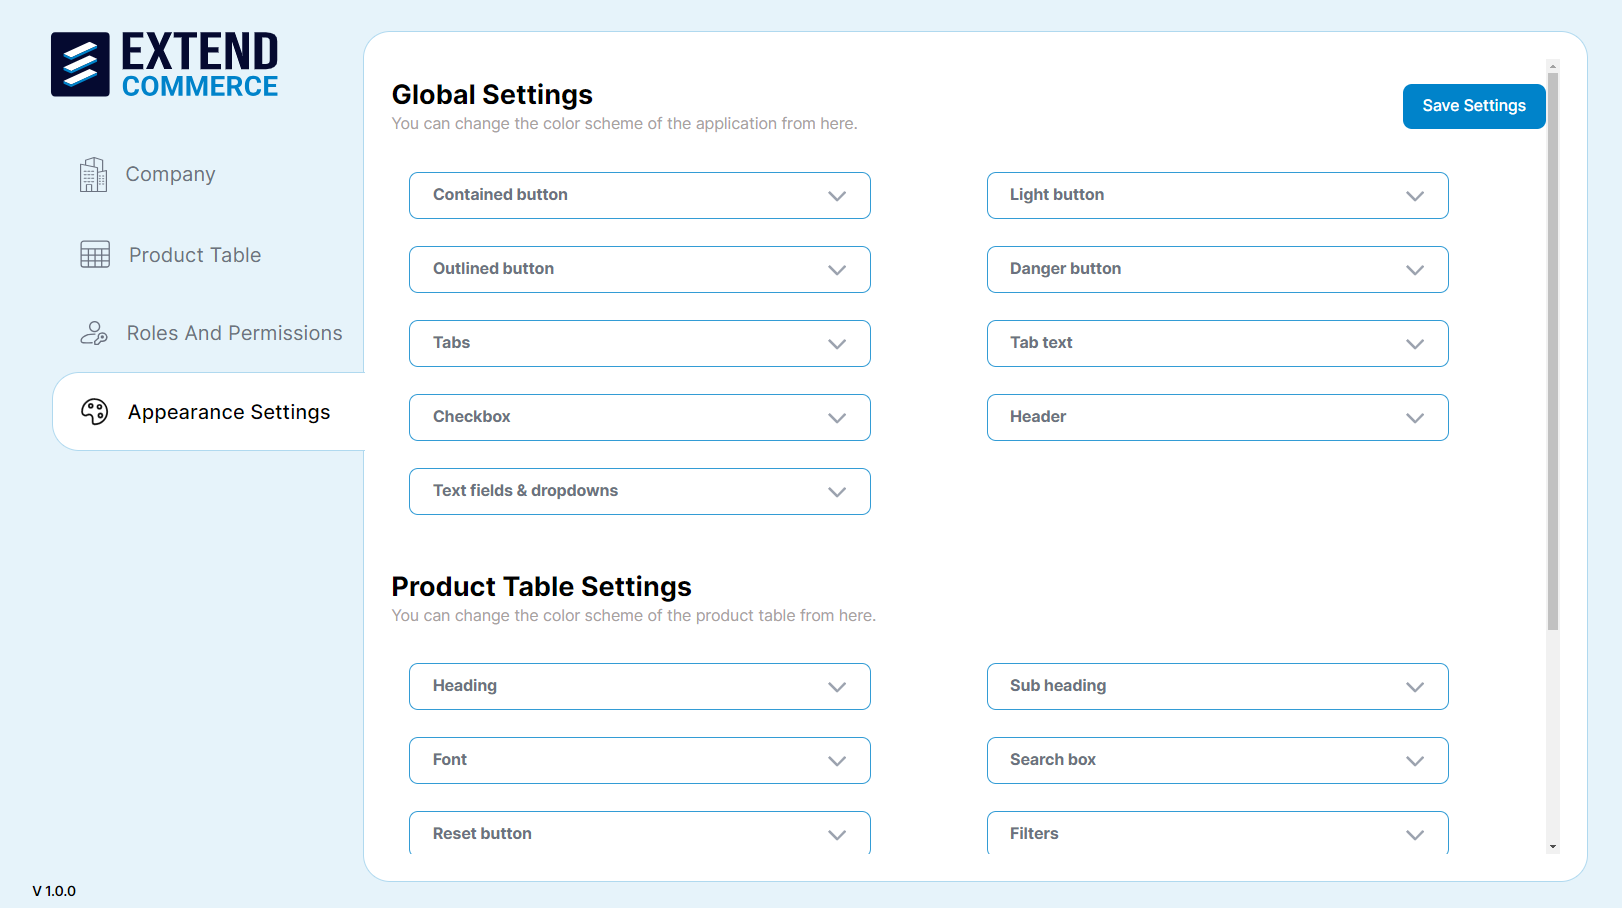 EXTEND
COMMERCE
Company
Product Table
Roles And Permissions
Appearance Settings
V 1.0.0
Global Settings
You can change the color scheme of the application from here.
Save Settings
Contained button
Light button
Outlined button
Danger button
Tabs
Tab text
Checkbox
Header
Text fields & dropdowns
Product Table Settings
You can change the color scheme of the product table from here.
Heading
Sub heading
Font
Search box
Reset button
Filters